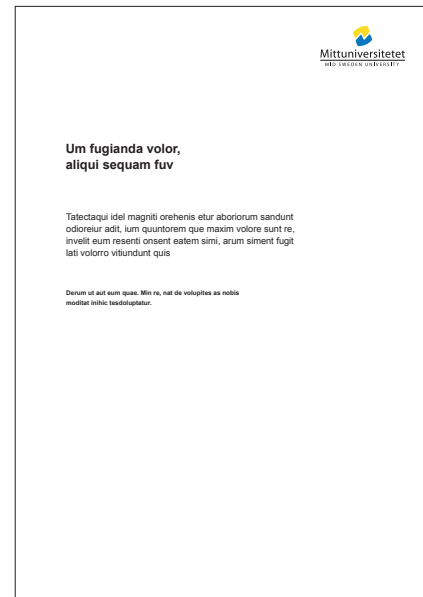 Mittuniversitetet
MID SWEDEN UNIVERSITY
Um fugianda volor,
aliqui sequam fuv
Tatectaqui idel magniti orehenis etur aboriorum sandunt
odioreiur adit, ium quuntorem que maxim volore sunt re,
invelit eum resenti onsent eatem simi, arum siment fugit
lati volorro vitiundunt quis
Derum ut aut eum quae. Min re, nat de volupites as nobis
moditat inihic tesdoluptatur.